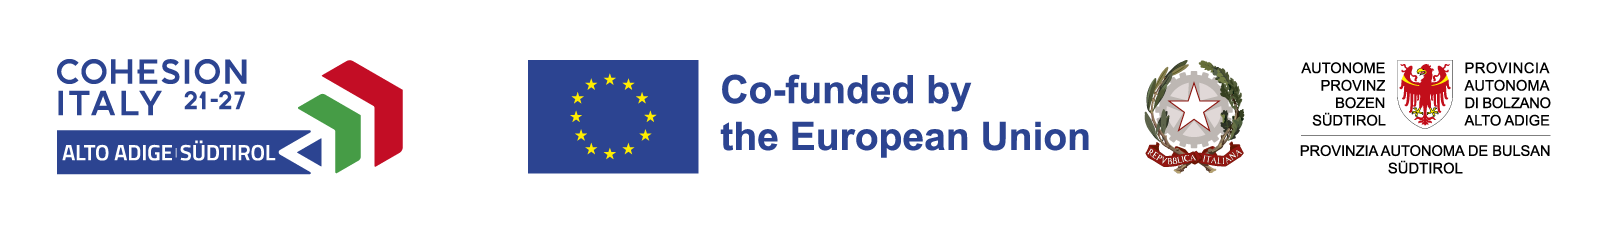 COHESION
ITALY 21-27
ALTO ADIGE SÜDTIROL
Co-funded by
the European Union
REPVBBLICA ITALIANA
AUTONOME
PROVINZ
BOZEN
SÜDTIROL
PROVINCIA
AUTONOMA
DI BOLZANO
ALTO ADIGE
PROVINZIA AUTONOMA DE BULSAN
SÜDTIROL